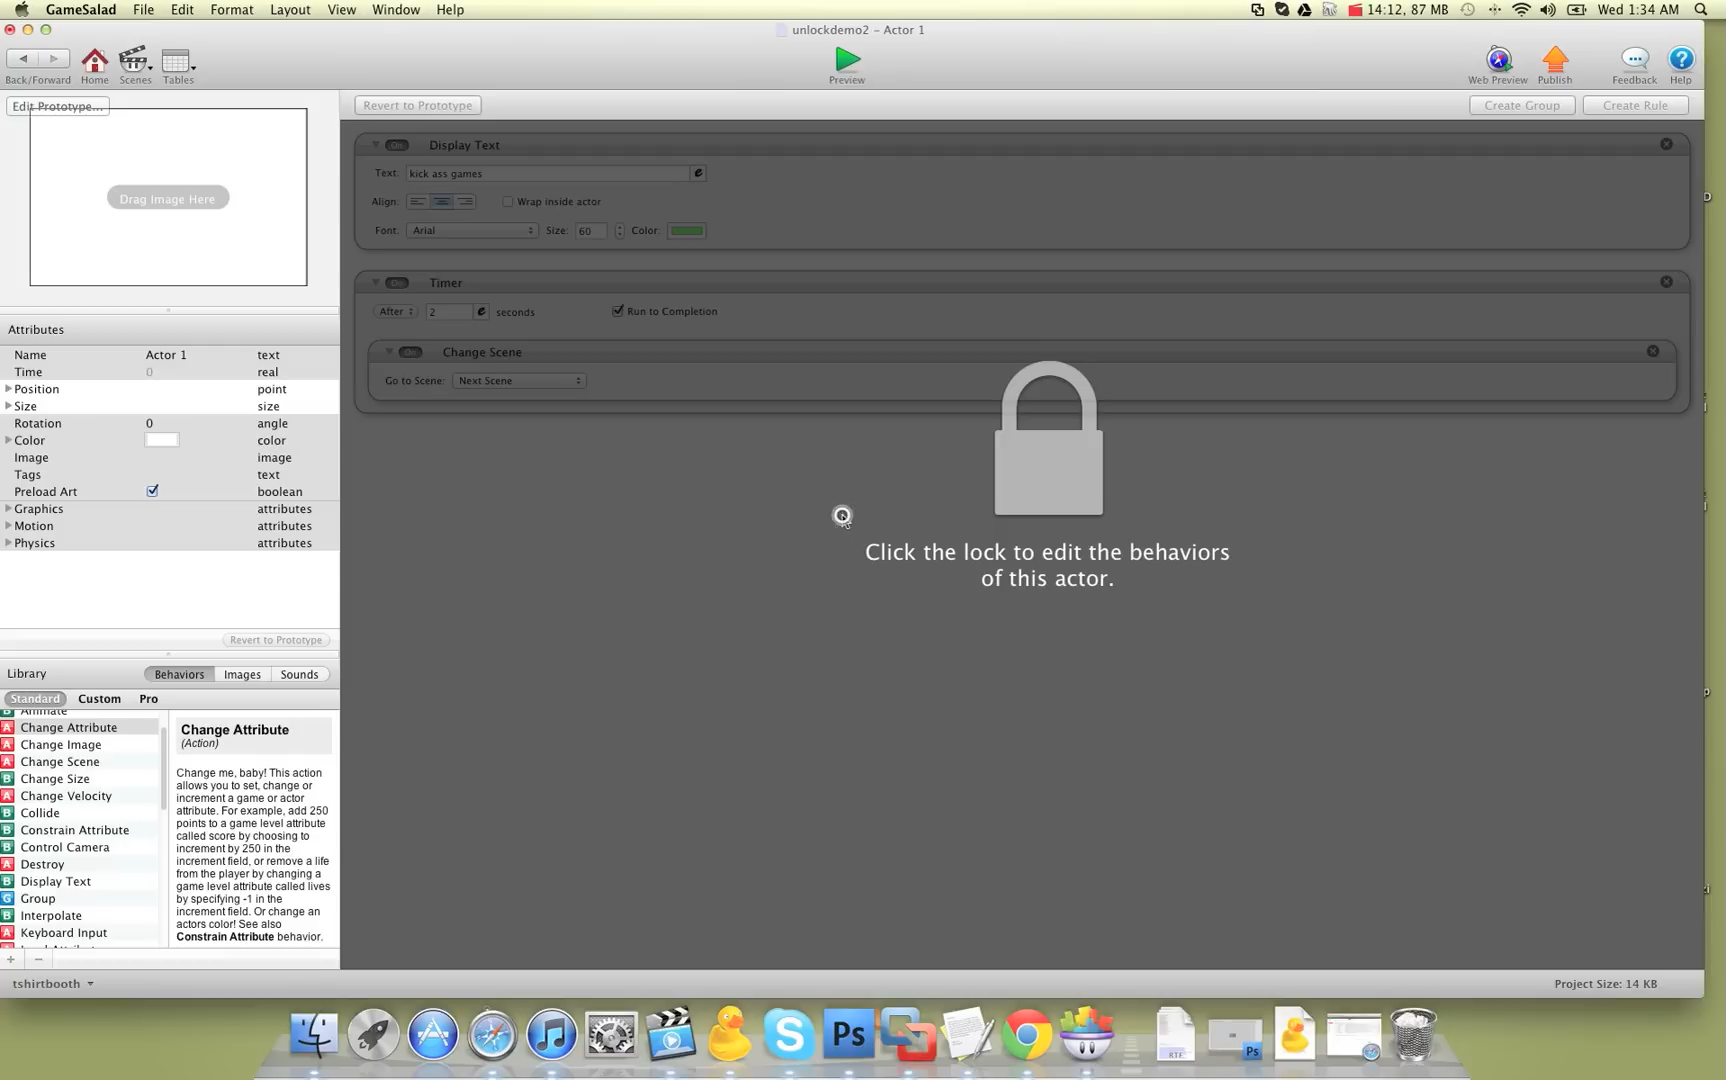 GameSalad File Edit Format Layout View Window Help 14:12, 87 MB Wed 1:34 AM
unlockdemo2 – Actor 1
Back/Forward Home Scenes Tables Preview Web Preview Publish Feedback Help
Edit Prototype... Revert to Prototype Create Group Create Rule
Drag Image Here
On Display Text
Text: kick ass games
Align: Wrap inside actor
Font: Arial Size: 60 Color:
On Timer
After 2 seconds Run to Completion
On Change Scene
Go to Scene: Next Scene
Click the lock to edit the behaviors
of this actor.
Attributes
Name Actor 1 text
Time 0 real
Position point
Size size
Rotation 0 angle
Color color
Image image
Tags text
Preload Art boolean
Graphics attributes
Motion attributes
Physics attributes
Revert to Prototype
Library Behaviors Images Sounds
Standard Custom Pro
A Change Attribute
A Change Image
A Change Scene
B Change Size
A Change Velocity
B Collide
B Constrain Attribute
B Control Camera
A Destroy
B Display Text
G Group
B Interpolate
A Keyboard Input
Change Attribute
(Action)
Change me, baby! This action
allows you to set, change or
increment a game or actor
attribute. For example, add 250
points to a game level attribute
called score by choosing to
increment by 250 in the
increment field, or remove a life
from the player by changing a
game level attribute called lives
by specifying -1 in the
increment field. Or change an
actors color! See also
Constrain Attribute behavior.
+ −
tshirtbooth Project Size: 14 KB
S Ps RTF Ps